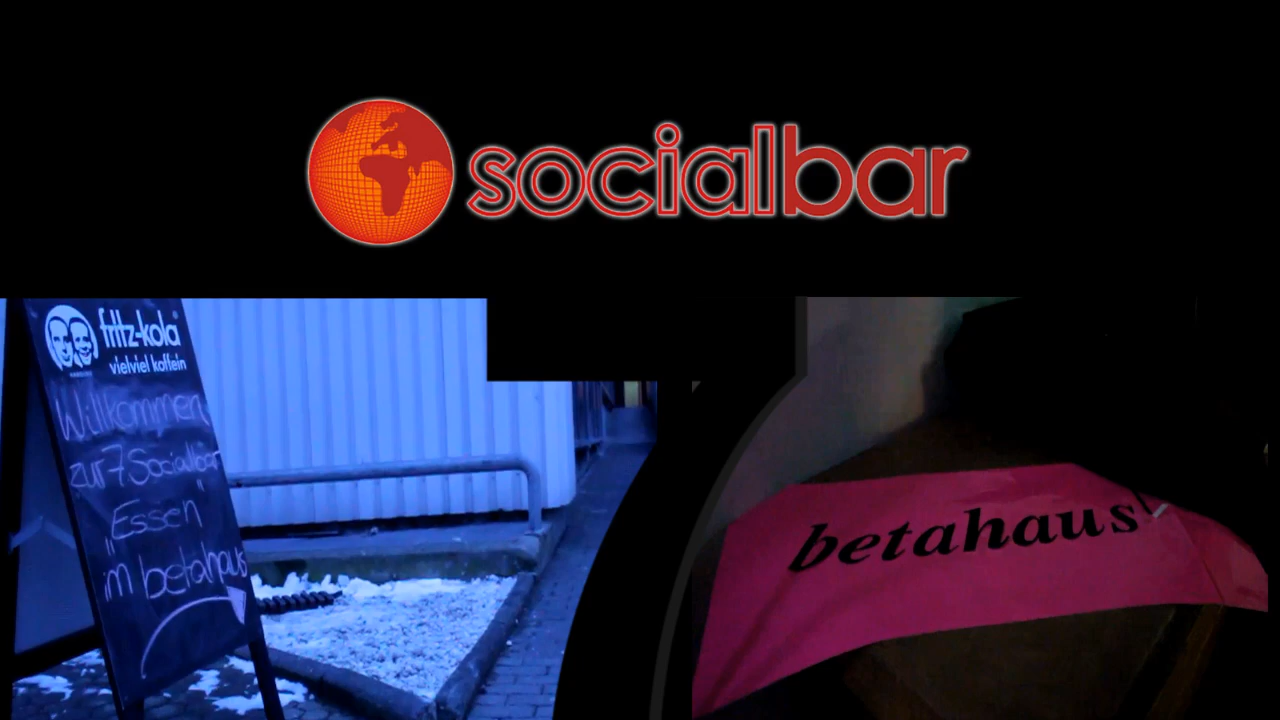 socialbar
fritz-kola
vielviel koffein
Willkommen
zur 7. Socialbar
„Essen“
im betahaus
betahaus